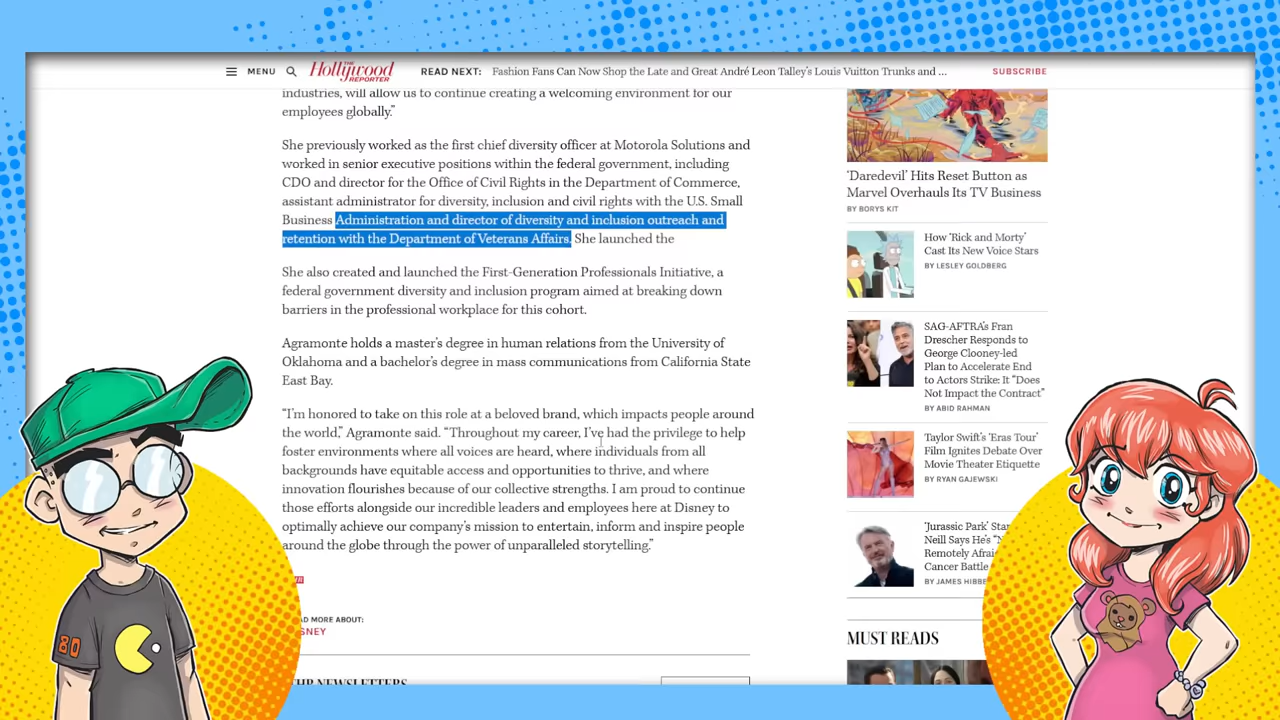 MENU
THE
Hollywood
REPORTER
READ NEXT: Fashion Fans Can Now Shop the Late and Great André Leon Talley's Louis Vuitton Trunks and ...
SUBSCRIBE
industries, will allow us to continue creating a welcoming environment for our
employees globally."
She previously worked as the first chief diversity officer at Motorola Solutions and
worked in senior executive positions within the federal government, including
CDO and director for the Office of Civil Rights in the Department of Commerce,
assistant administrator for diversity, inclusion and civil rights with the U.S. Small
Business Administration and director of diversity and inclusion outreach and
retention with the Department of Veterans Affairs. She launched the
She also created and launched the First-Generation Professionals Initiative, a
federal government diversity and inclusion program aimed at breaking down
barriers in the professional workplace for this cohort.
Agramonte holds a master's degree in human relations from the University of
Oklahoma and a bachelor's degree in mass communications from California State
East Bay.
"I'm honored to take on this role at a beloved brand, which impacts people around
the world," Agramonte said. "Throughout my career, I've had the privilege to help
foster environments where all voices are heard, where individuals from all
backgrounds have equitable access and opportunities to thrive, and where
innovation flourishes because of our collective strengths. I am proud to continue
those efforts alongside our incredible leaders and employees here at Disney to
optimally achieve our company's mission to entertain, inform and inspire people
around the globe through the power of unparalleled storytelling."
AD MORE ABOUT:
SNEY
THR NEWSLETTERS
'Daredevil' Hits Reset Button as
Marvel Overhauls Its TV Business
BY BORYS KIT
How 'Rick and Morty'
Cast Its New Voice Stars
BY LESLEY GOLDBERG
SAG-AFTRA's Fran
Drescher Responds to
George Clooney-led
Plan to Accelerate End
to Actors Strike: It "Does
Not Impact the Contract"
BY ABID RAHMAN
Taylor Swift's 'Eras Tour'
Film Ignites Debate Over
Movie Theater Etiquette
BY RYAN GAJEWSKI
'Jurassic Park' Star
Neill Says He's "N
Remotely Afrai
Cancer Battle
BY JAMES HIBBE
MUST READS
80